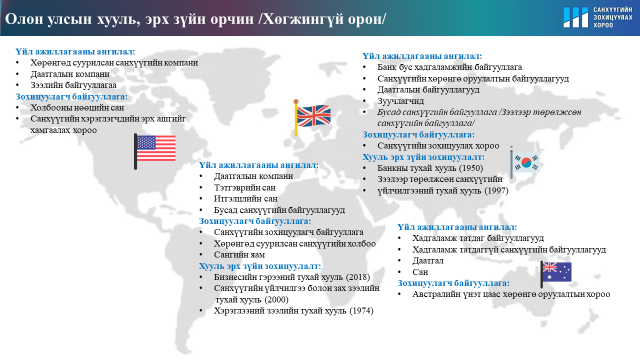 Олон улсын хууль, эрх зүйн орчин /Хөгжингүй орон/
САНХҮҮГИЙН
ЗОХИЦУУЛАХ
ХОРОО
Үйл ажиллагааны ангилал:
• Хөрөнгөд суурилсан санхүүгийн компани
• Даатгалын компани
• Зээлийн байгууллагаа
Зохицуулагч байгууллага:
• Холбооны нөөцийн сан
• Санхүүгийн хэрэглэгчдийн эрх ашгийг
хамгаалах хороо
Үйл ажиллагааны ангилал:
• Даатгалын компани
• Тэтгэврийн сан
• Итгэлцлийн сан
• Бусад санхүүгийн байгууллагууд
Зохицуулагч байгууллага:
• Санхүүгийн зохицуулагч байгууллага
• Хөрөнгөд суурилсан санхүүгийн холбоо
• Сангийн яам
Хууль эрх зүйн зохицуулалт:
• Бизнесийн гэрээний тухай хууль (2018)
• Санхүүгийн үйлчилгээ болон зах зээлийн
тухай хууль (2000)
• Хэрэглээний зээлийн тухай хууль (1974)
Үйл ажиллагааны ангилал:
• Банк бус хадгаламжийн байгууллага
• Санхүүгийн хөрөнгө оруулалтын байгууллагууд
• Даатгалын байгууллагууд
• Зуучлагчид
• Бусад санхүүгийн байгууллага /Зээлээр төрөлжсөн
санхүүгийн байгууллага/
Зохицуулагч байгууллага:
• Санхүүгийн зохицуулах хороо
Хууль эрх зүйн зохицуулалт:
• Банкны тухай хууль (1950)
• Зээлээр төрөлжсөн санхүүгийн
• үйлчилгээний тухай хууль (1997)
Үйл ажиллагааны ангилал:
• Хадгаламж татдаг байгууллагууд
• Хадгаламж татдаггүй санхүүгийн байгууллагууд
• Даатгал
• Сан
Зохицуулагч байгууллага:
• Австралийн үнэт цаас хөрөнгө оруулалтын хороо